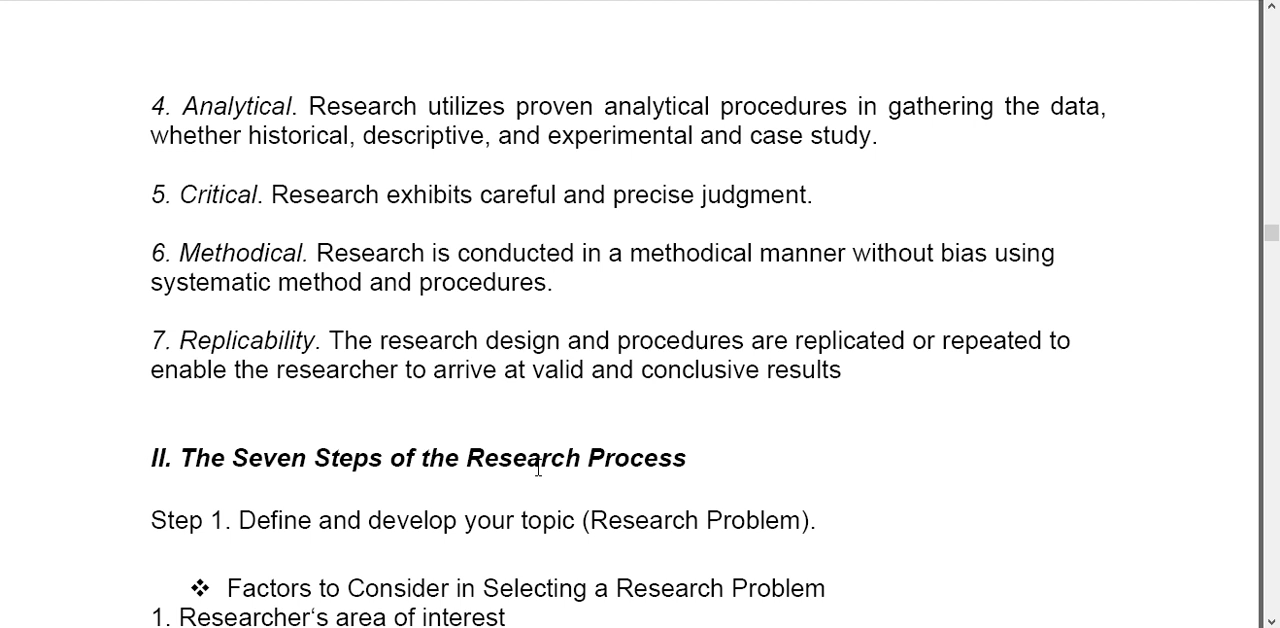 4. Analytical. Research utilizes proven analytical procedures in gathering the data,
whether historical, descriptive, and experimental and case study.
5. Critical. Research exhibits careful and precise judgment.
6. Methodical. Research is conducted in a methodical manner without bias using
systematic method and procedures.
7. Replicability. The research design and procedures are replicated or repeated to
enable the researcher to arrive at valid and conclusive results
II. The Seven Steps of the Research Process
Step 1. Define and develop your topic (Research Problem).
❖ Factors to Consider in Selecting a Research Problem
1. Researcher‘s area of interest